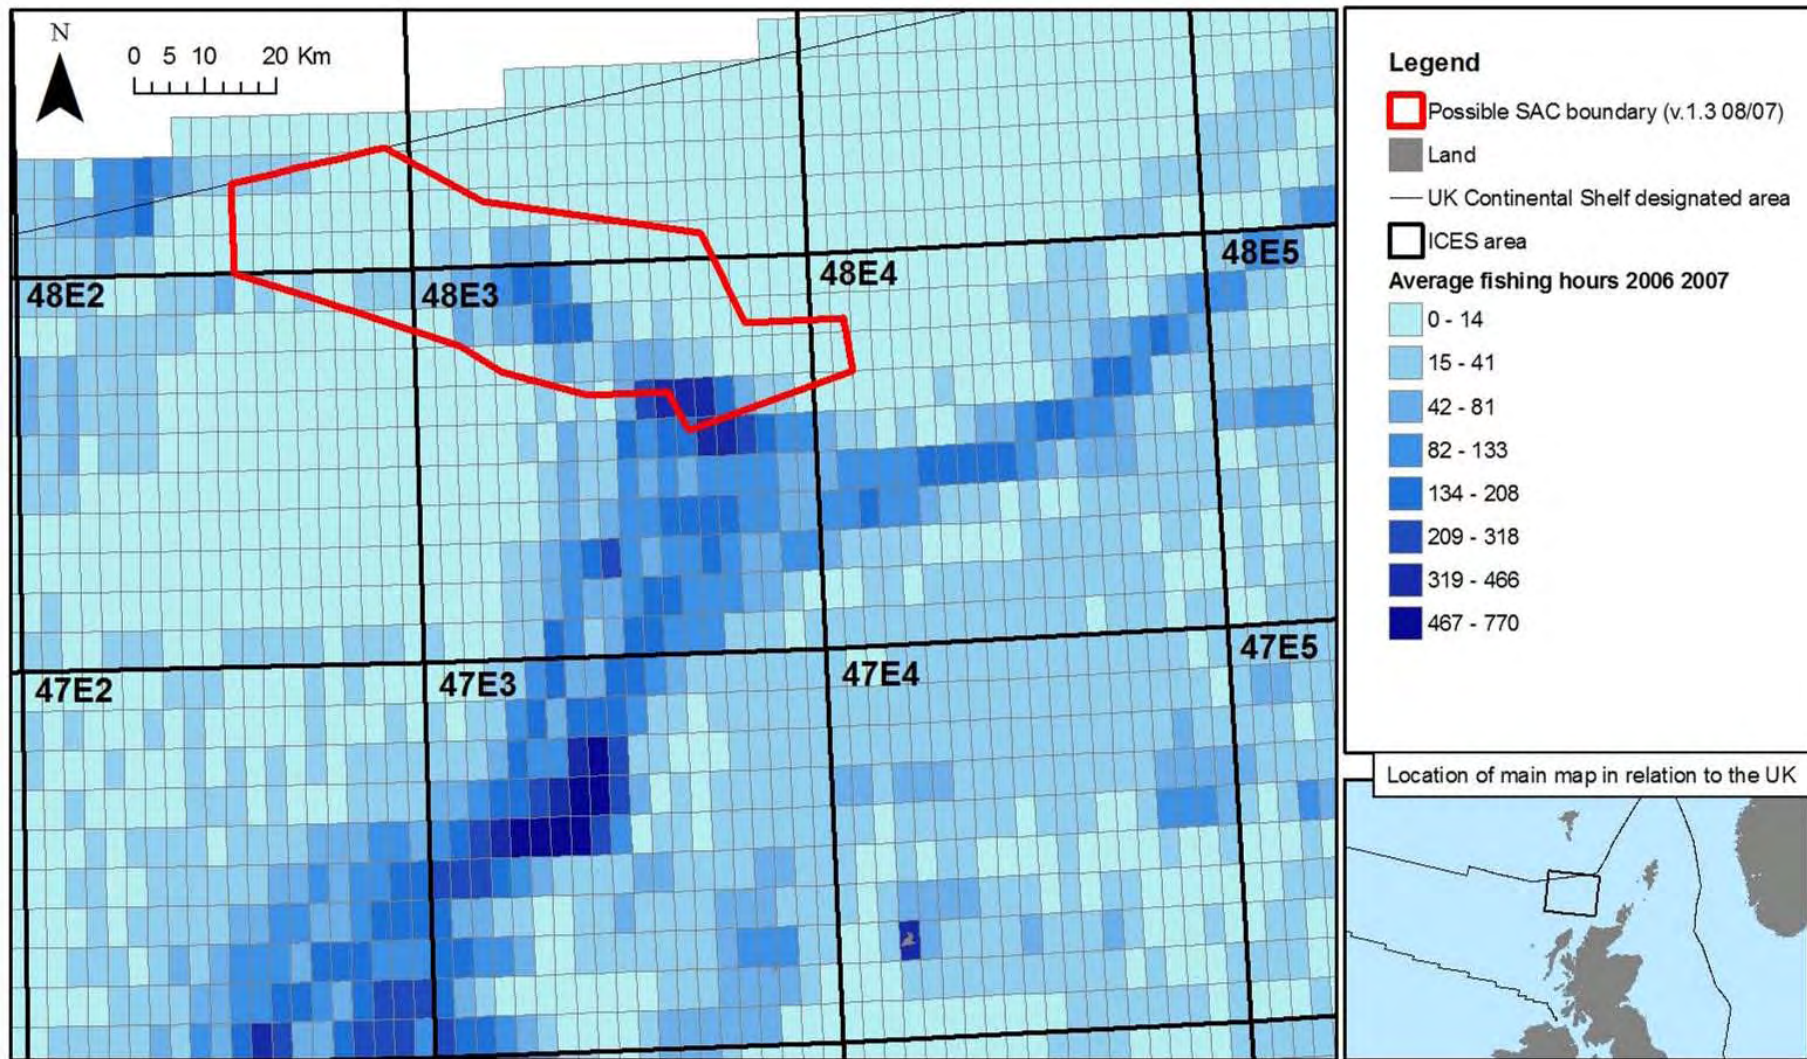 N
0 5 10 20 Km
48E2
48E3
48E4
48E5
47E2
47E3
47E4
47E5
Legend
Possible SAC boundary (v.1.3 08/07)
Land
UK Continental Shelf designated area
ICES area
Average fishing hours 2006 2007
0 - 14
15 - 41
42 - 81
82 - 133
134 - 208
209 - 318
319 - 466
467 - 770
Location of main map in relation to the UK